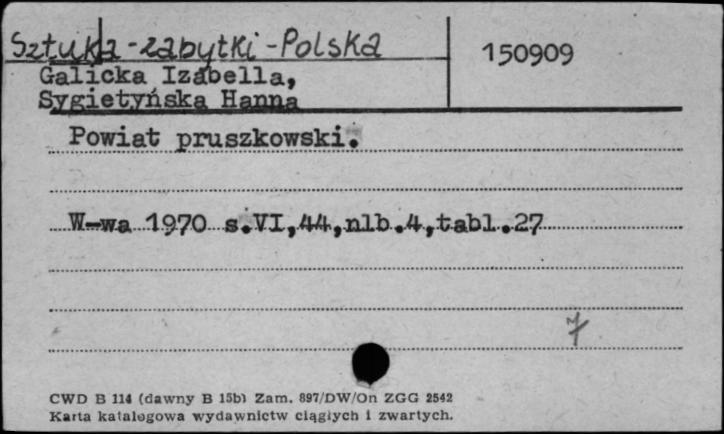 Sztuka - zabytki - Polska
150909
Galicka Izabella,
Sygietyńska Hanna
Powiat pruszkowski.
W-wa 1970 s.VI,44,nlb.4,tabl.27
7
CWD B 114 (dawny B 15b) Zam. 897/DW/On ZGG 2542
Karta katalogowa wydawnictw ciągłych i zwartych.